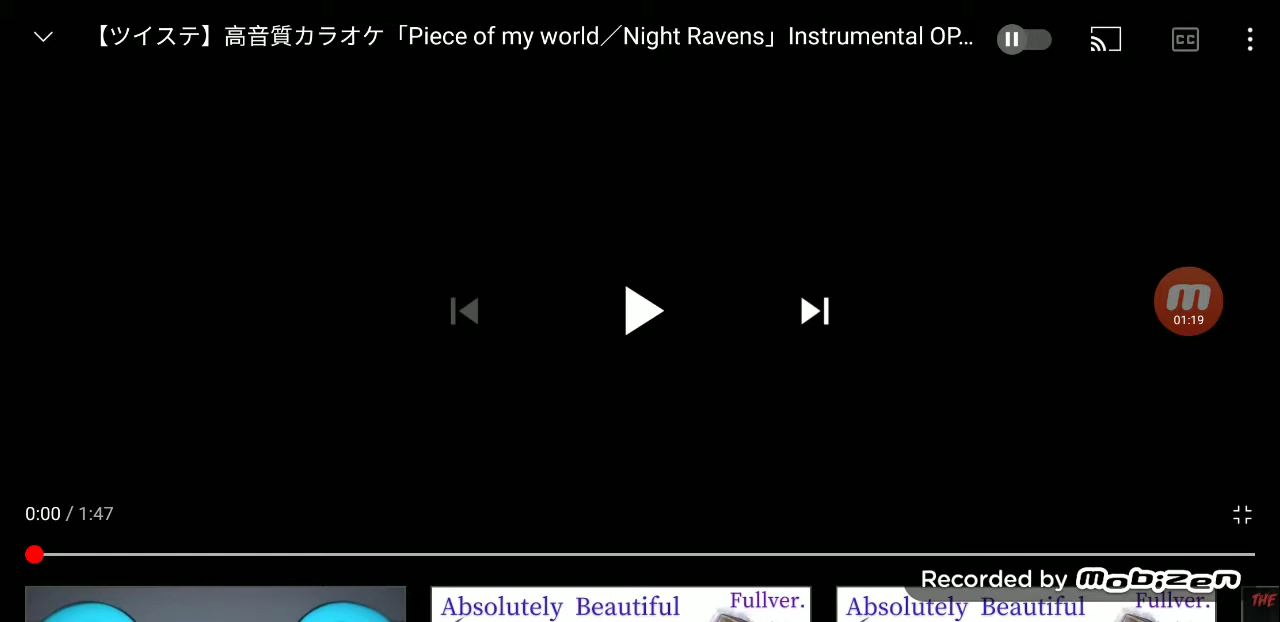 【ツイステ】高音質カラオケ「Piece of my world／Night Ravens」Instrumental OP...
CC
m
01:19
0:00 / 1:47
Recorded by mobizen
Absolutely Beautiful Fullver.
Absolutely Beautiful Fullver.
THE